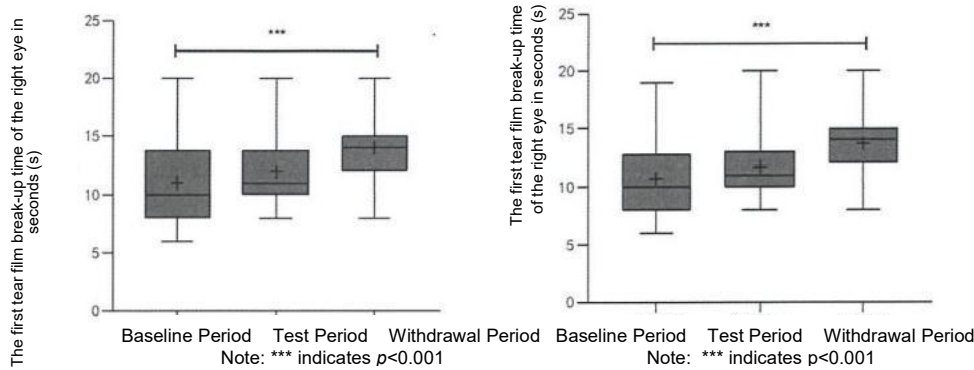 The first tear film break-up time of the right eye in
seconds (s)
25
20
15
10
5
0
***
Baseline Period Test Period Withdrawal Period
Note: *** indicates p<0.001
The first tear film break-up time
of the right eye in seconds (s)
25
20
15
10
5
0
***
Baseline Period Test Period Withdrawal Period
Note: *** indicates p<0.001